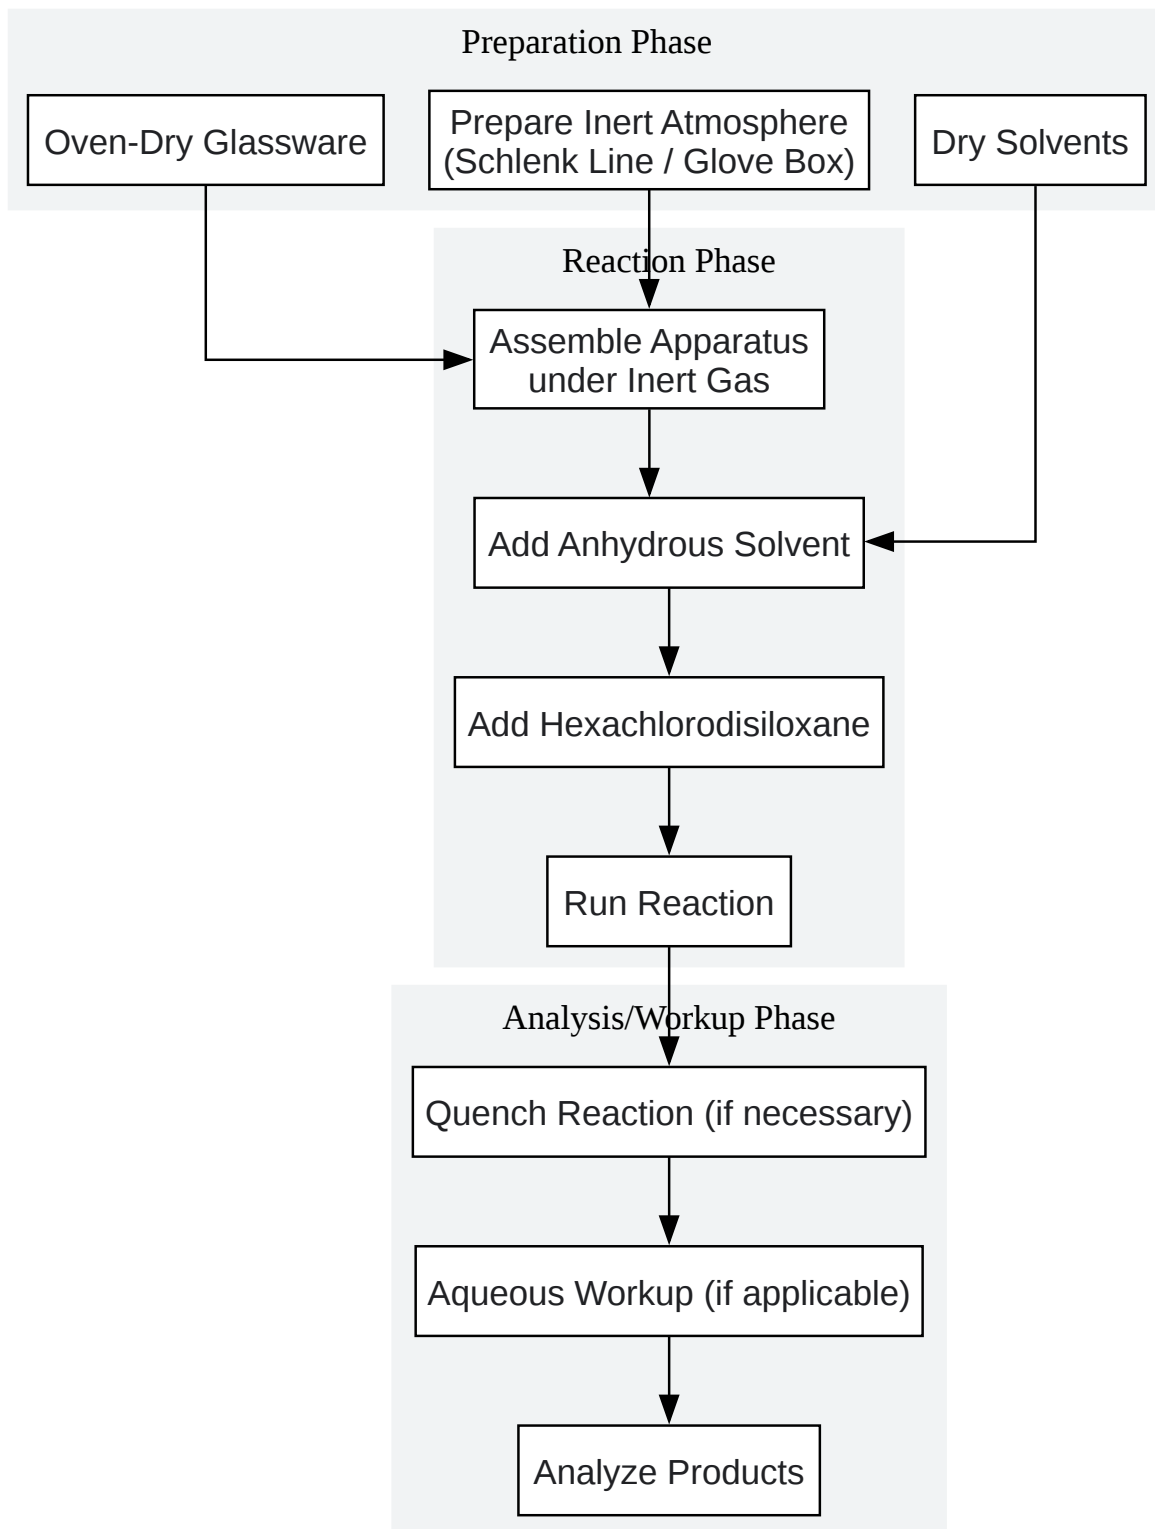 Preparation Phase
Oven-Dry Glassware
Prepare Inert Atmosphere
(Schlenk Line / Glove Box)
Dry Solvents
Reaction Phase
Assemble Apparatus
under Inert Gas
Add Anhydrous Solvent
Add Hexachlorodisiloxane
Run Reaction
Analysis/Workup Phase
Quench Reaction (if necessary)
Aqueous Workup (if applicable)
Analyze Products